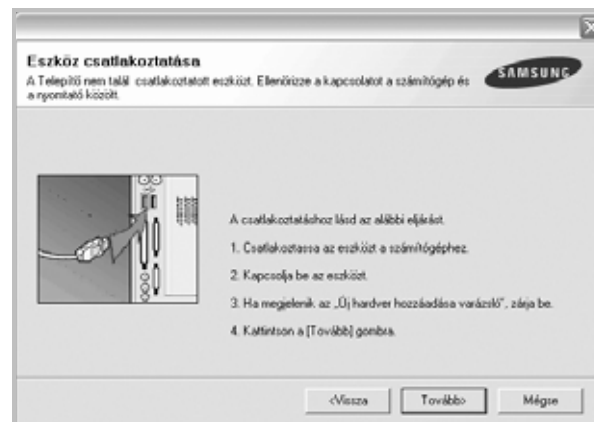 Eszköz csatlakoztatása
A Telepítő nem talál csatlakoztatott eszközt. Ellenőrizze a kapcsolatot a számítógép és
a nyomtató között.
SAMSUNG
A csatlakoztatáshoz lásd az alábbi eljárást.
1. Csatlakoztassa az eszközt a számítógéphez.
2. Kapcsolja be az eszközt.
3. Ha megjelenik az „Új hardver hozzáadása varázsló”, zárja be.
4. Kattintson a [Tovább] gombra.
<Vissza
Tovább>
Mégse